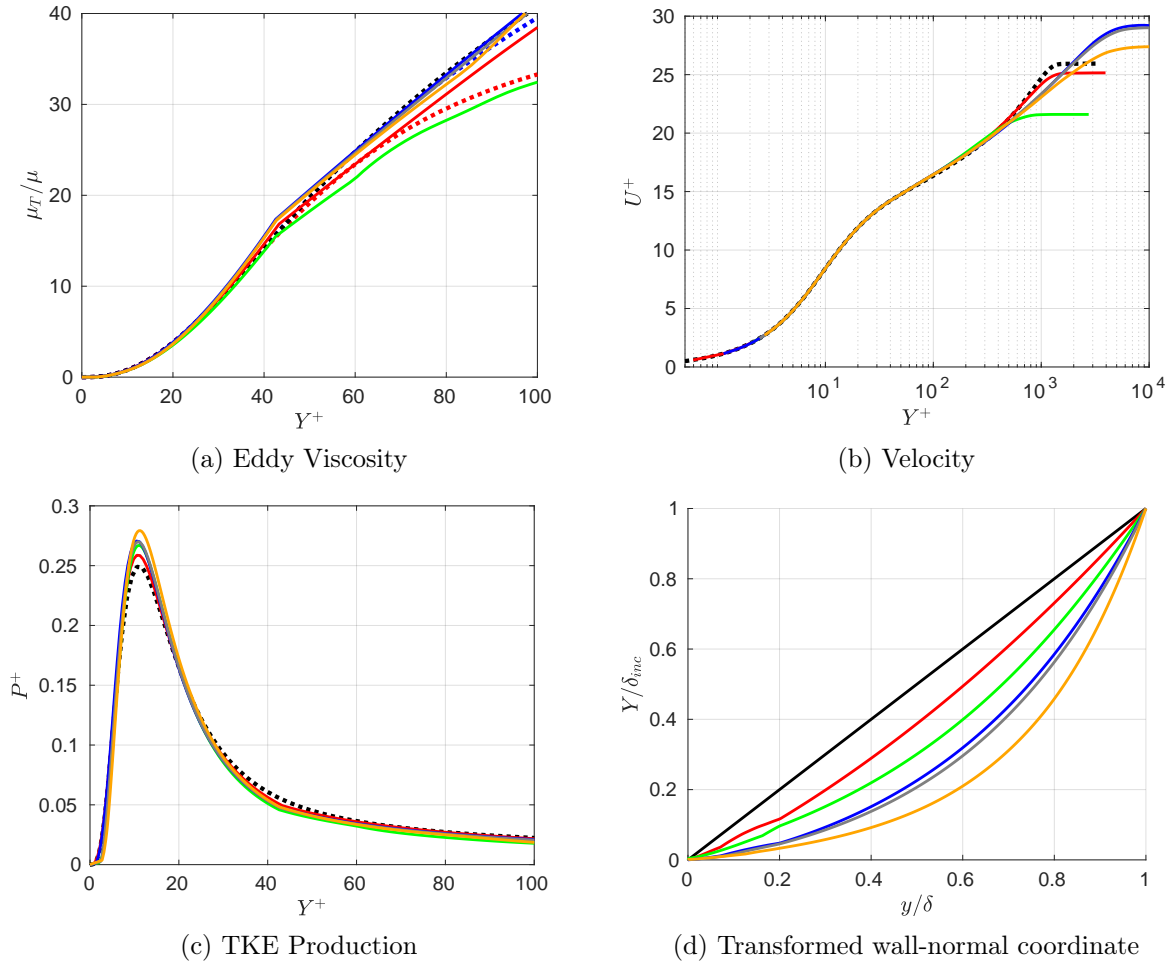 40
30
20
10
0
0 20 40 60 80 100
μ_T/μ
Y^+
(a) Eddy Viscosity
30
25
20
15
10
5
0
10^1 10^2 10^3 10^4
U^+
Y^+
(b) Velocity
0.3
0.25
0.2
0.15
0.1
0.05
0
0 20 40 60 80 100
P^+
Y^+
(c) TKE Production
1
0.8
0.6
0.4
0.2
0
0 0.2 0.4 0.6 0.8 1
Y/δ_{inc}
y/δ
(d) Transformed wall-normal coordinate